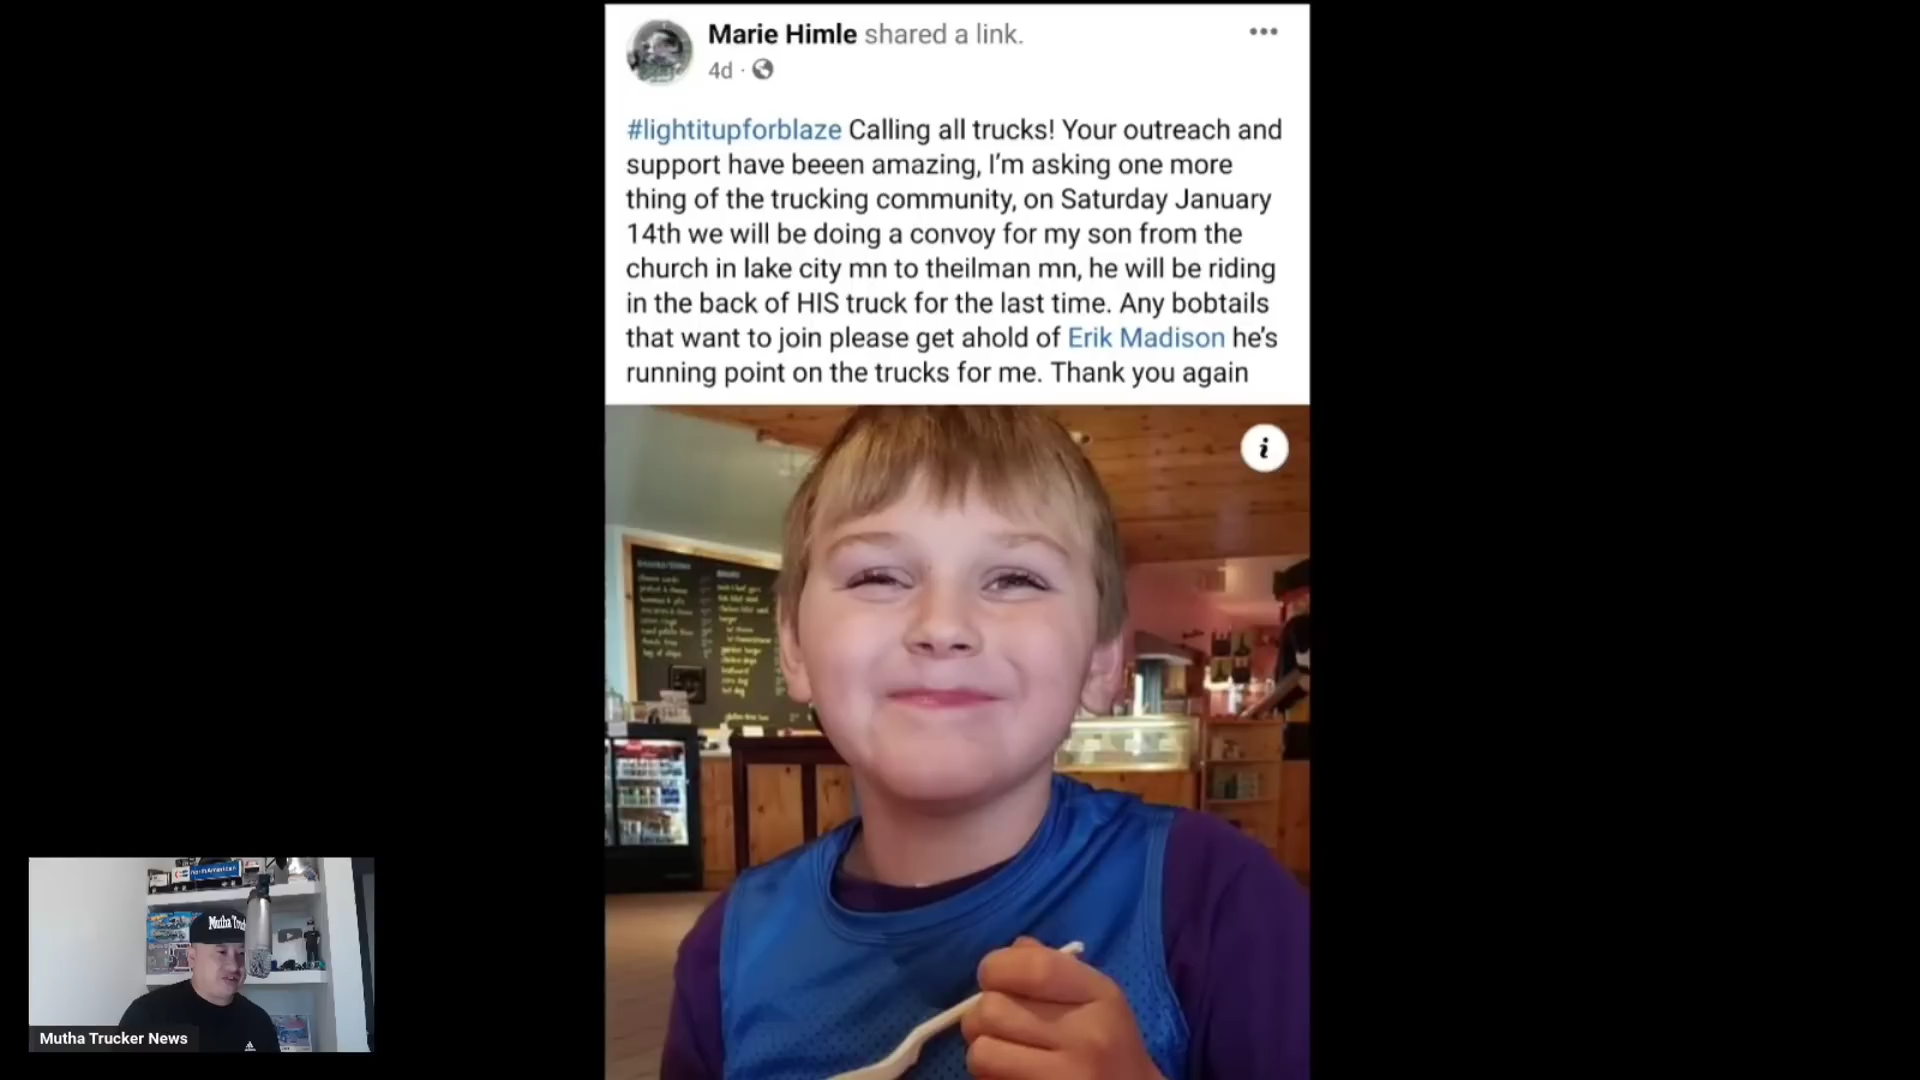 Marie Himle shared a link.
4d ·
#lightitupforblaze Calling all trucks! Your outreach and
support have beeen amazing, I'm asking one more
thing of the trucking community, on Saturday January
14th we will be doing a convoy for my son from the
church in lake city mn to theilman mn, he will be riding
in the back of HIS truck for the last time. Any bobtails
that want to join please get ahold of Erik Madison he's
running point on the trucks for me. Thank you again
i
northAmerican
Mutha Truck
Mutha Trucker News